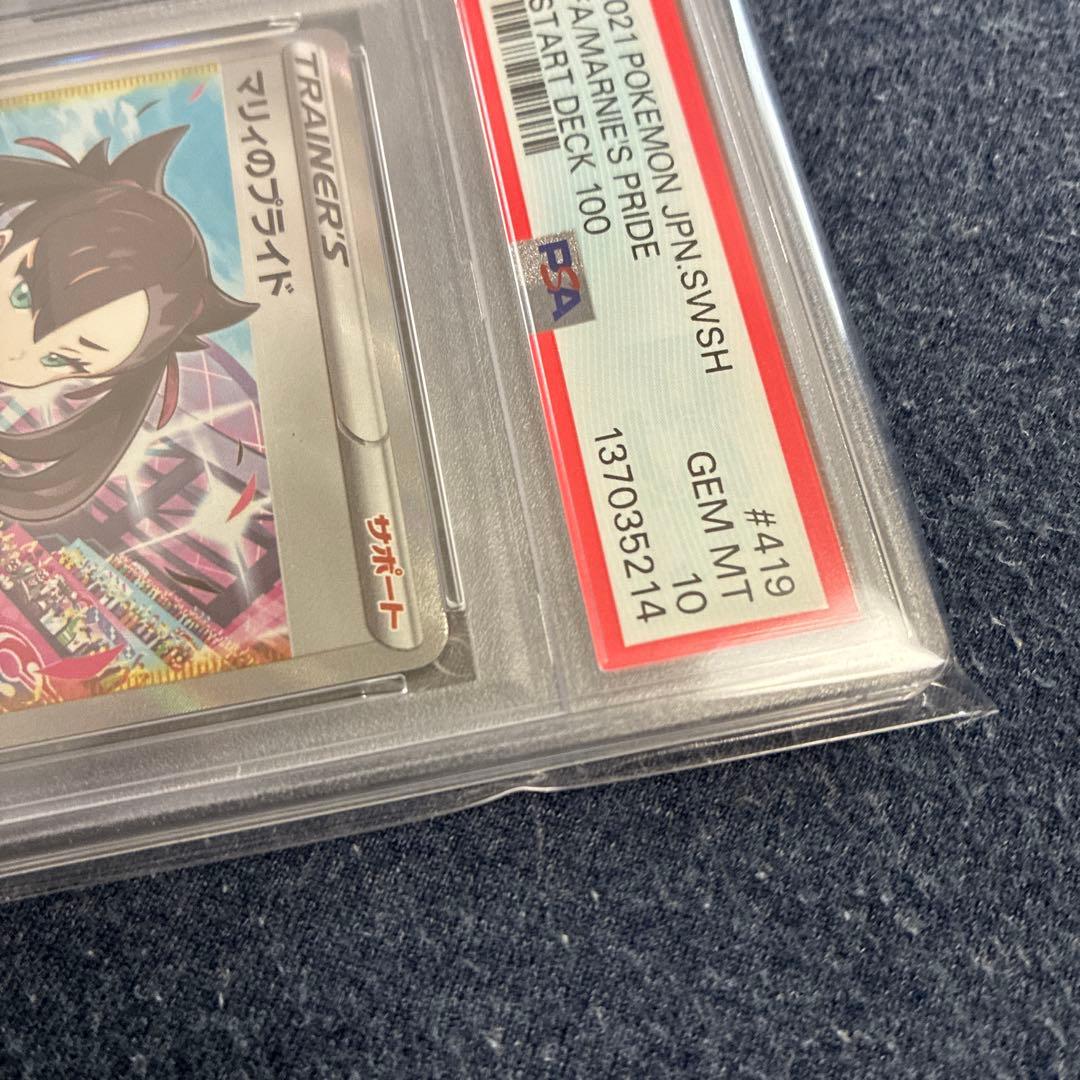 021 POKEMON JPN.SWSH
#419
FA/MARNIE'S PRIDE
GEM MT
START DECK 100
10
PSA
137035214
TRAINER'S
サポート
マリィのプライド